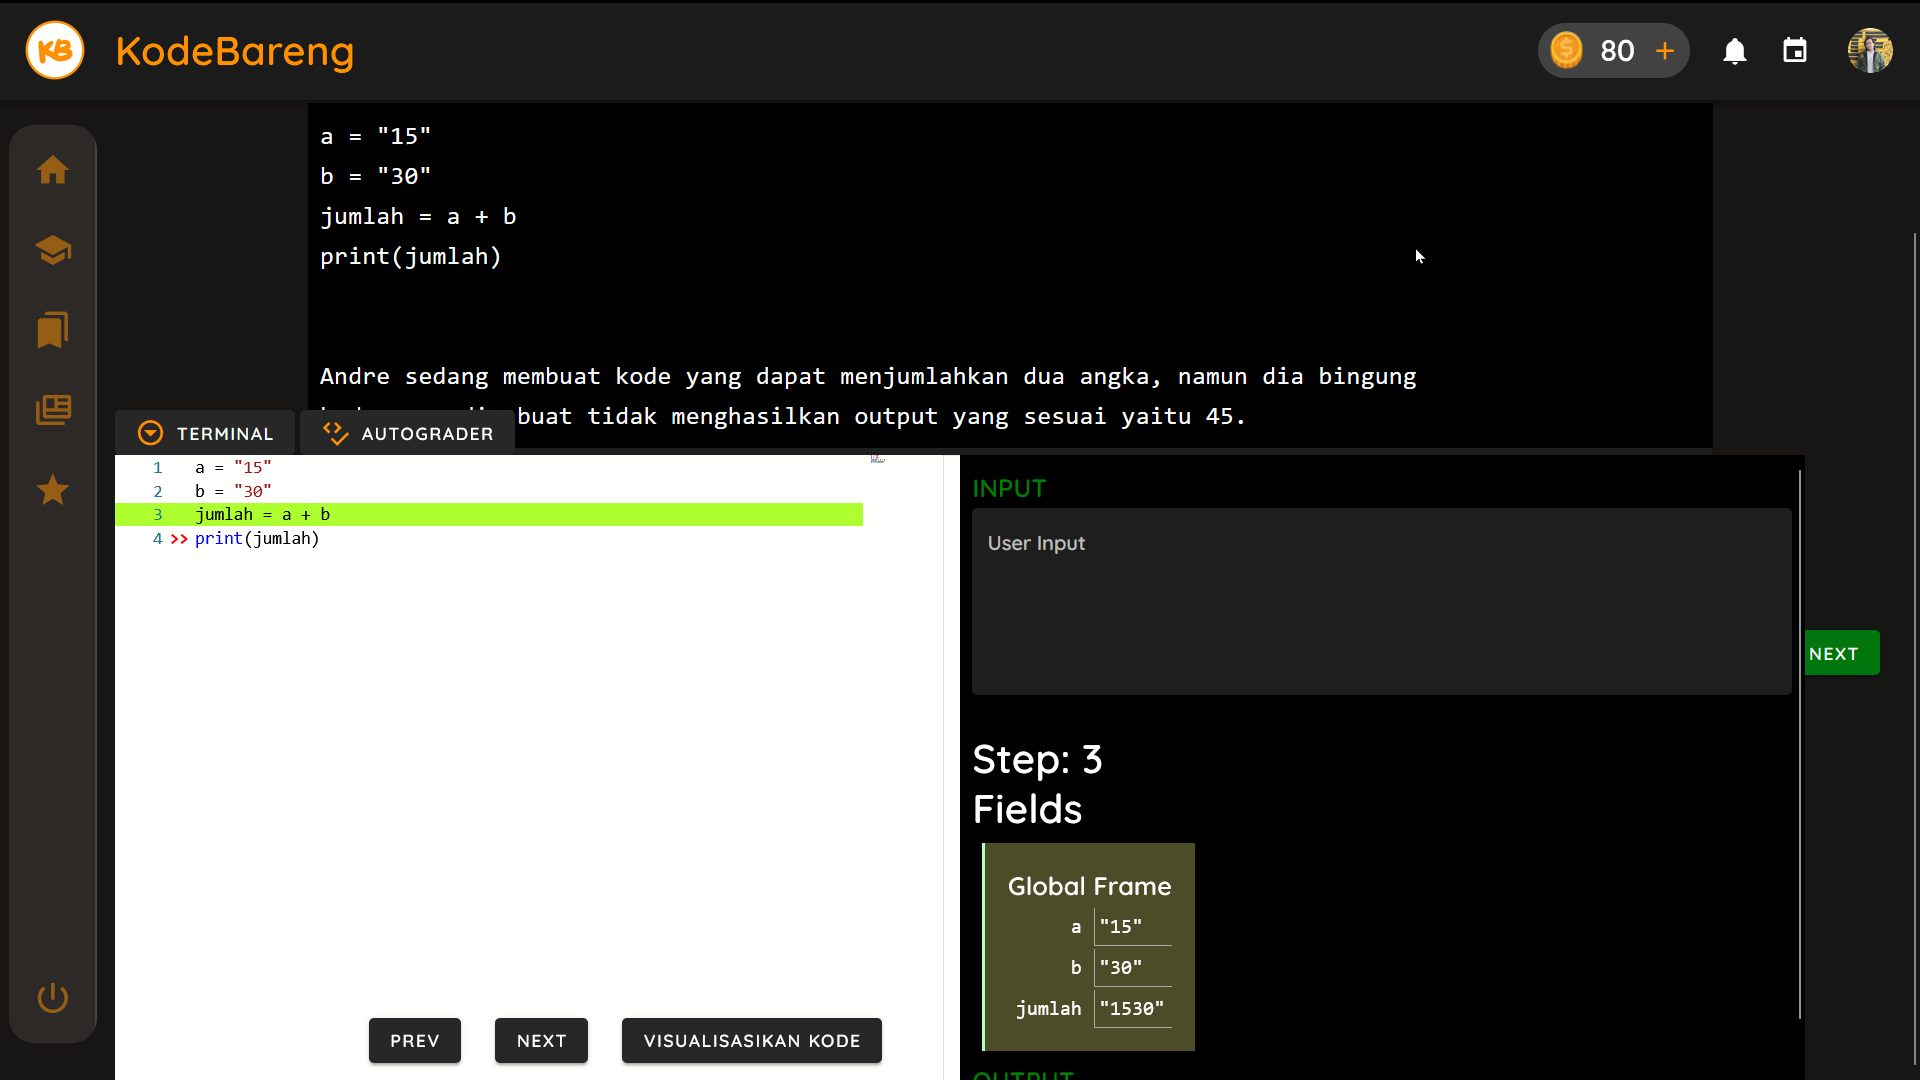 KB KodeBareng
80 +
a = "15"
b = "30"
jumlah = a + b
print(jumlah)
Andre sedang membuat kode yang dapat menjumlahkan dua angka, namun dia bingung
buat tidak menghasilkan output yang sesuai yaitu 45.
TERMINAL
AUTOGRADER
1 a = "15"
2 b = "30"
3 jumlah = a + b
4 >> print(jumlah)
PREV
NEXT
VISUALISASIKAN KODE
INPUT
User Input
NEXT
Step: 3
Fields
Global Frame
a "15"
b "30"
jumlah "1530"
OUTPUT